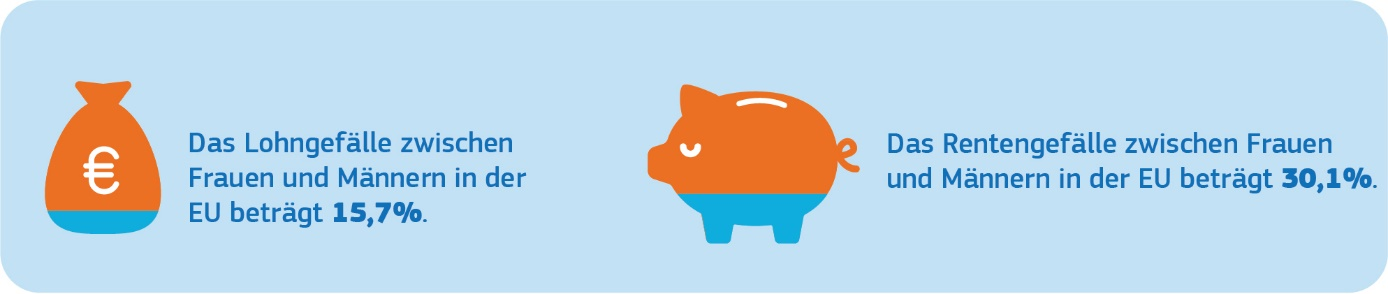 €
Das Lohngefälle zwischen
Frauen und Männern in der
EU beträgt 15,7%.
Das Rentengefälle zwischen Frauen
und Männern in der EU beträgt 30,1%.